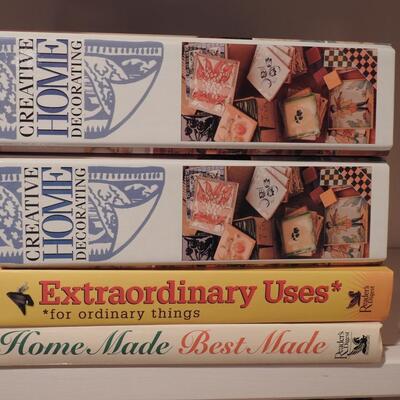 CREATIVE
HOME
DECORATING
CREATIVE
HOME
DECORATING
Extraordinary Uses*
*for ordinary things
Reader's
Digest
Home Made Best Made
Reader's
Digest